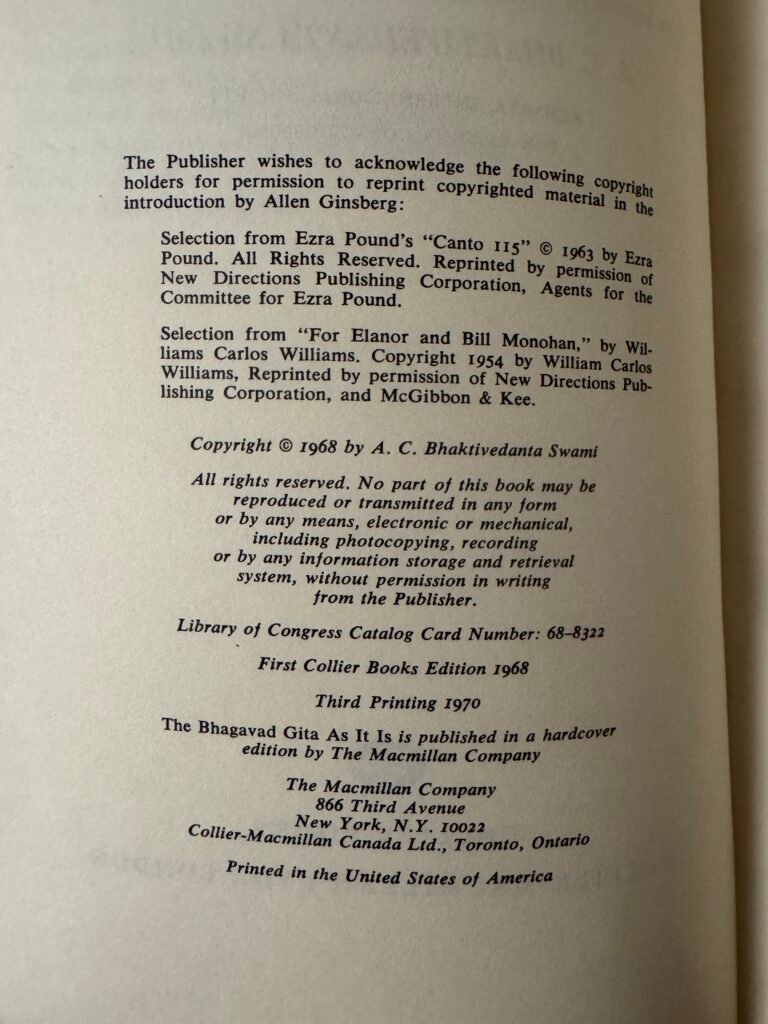 The Publisher wishes to acknowledge the following copyright
holders for permission to reprint copyrighted material in the
introduction by Allen Ginsberg:
Selection from Ezra Pound's "Canto 115" © 1963 by Ezra
Pound. All Rights Reserved. Reprinted by permission of
New Directions Publishing Corporation, Agents for the
Committee for Ezra Pound.
Selection from "For Elanor and Bill Monohan," by Wil-
liams Carlos Williams. Copyright 1954 by William Carlos
Williams, Reprinted by permission of New Directions Pub-
lishing Corporation, and McGibbon & Kee.
Copyright © 1968 by A. C. Bhaktivedanta Swami
All rights reserved. No part of this book may be
reproduced or transmitted in any form
or by any means, electronic or mechanical,
including photocopying, recording
or by any information storage and retrieval
system, without permission in writing
from the Publisher.
Library of Congress Catalog Card Number: 68–8322
First Collier Books Edition 1968
Third Printing 1970
The Bhagavad Gita As It Is is published in a hardcover
edition by The Macmillan Company
The Macmillan Company
866 Third Avenue
New York, N.Y. 10022
Collier-Macmillan Canada Ltd., Toronto, Ontario
Printed in the United States of America